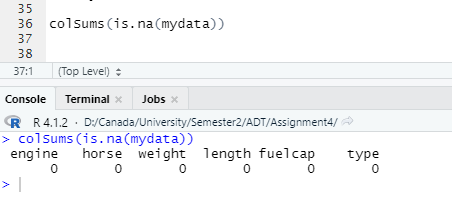 35
36 colSums(is.na(mydata))
37
38
37:1 (Top Level)
Console Terminal × Jobs ×
R R 4.1.2 · D:/Canada/University/Semester2/ADT/Assignment4/
> colSums(is.na(mydata))
engine horse weight length fuelcap type
0 0 0 0 0 0
>